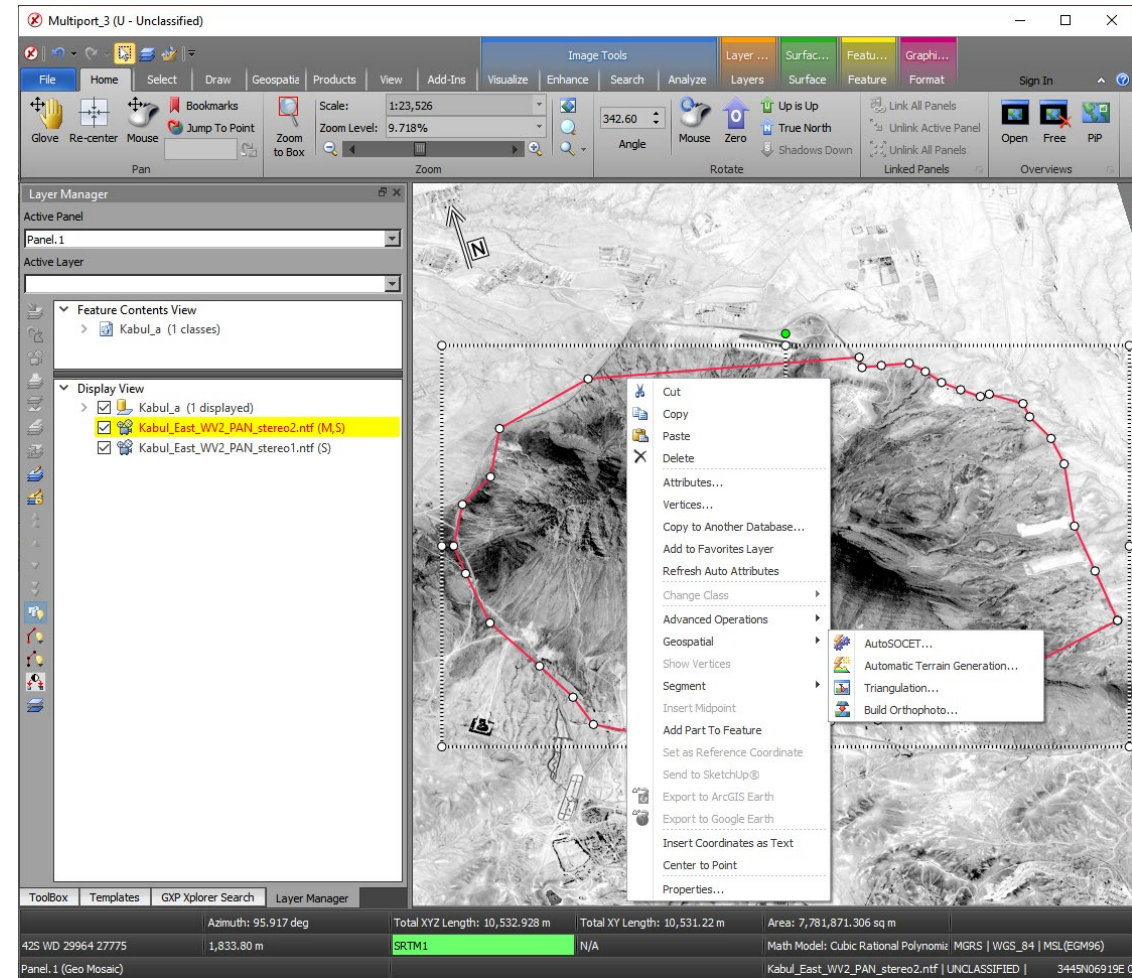 Multiport_3 (U - Unclassified)
Image Tools Layer ... Surfac... Featu... Graphi...
File Home Select Draw Geospatia Products View Add-Ins Visualize Enhance Search Analyze Layers Surface Feature Format Sign In
Glove Re-center Mouse Bookmarks Jump To Point
Zoom to Box
Scale: 1:23,526
Zoom Level: 9.718%
342.60
Angle
Mouse Zero
Up is Up
True North
Shadows Down
Link All Panels
Unlink Active Panel
Unlink All Panels
Open Free PiP
Pan Zoom Rotate Linked Panels Overviews
Layer Manager
Active Panel
Panel.1
Active Layer
Feature Contents View
Kabul_a (1 classes)
Display View
Kabul_a (1 displayed)
Kabul_East_WV2_PAN_stereo2.ntf (M,S)
Kabul_East_WV2_PAN_stereo1.ntf (S)
N
Cut
Copy
Paste
Delete
Attributes...
Vertices...
Copy to Another Database...
Add to Favorites Layer
Refresh Auto Attributes
Change Class
Advanced Operations
Geospatial
Show Vertices
Segment
Insert Midpoint
Add Part To Feature
Set as Reference Coordinate
Send to SketchUp®
Export to ArcGIS Earth
Export to Google Earth
Insert Coordinates as Text
Center to Point
Properties...
AutoSOCET...
Automatic Terrain Generation...
Triangulation...
Build Orthophoto...
ToolBox Templates GXP Xplorer Search Layer Manager
Azimuth: 95.917 deg Total XYZ Length: 10,532.928 m Total XY Length: 10,531.22 m Area: 7,781,871.306 sq m
42S WD 29964 27775 1,833.80 m SRTM1 N/A Math Model: Cubic Rational Polynomia MGRS | WGS_84 | MSL(EGM96)
Panel.1 (Geo Mosaic) Kabul_East_WV2_PAN_stereo2.ntf | UNCLASSIFIED | 3445N06919E